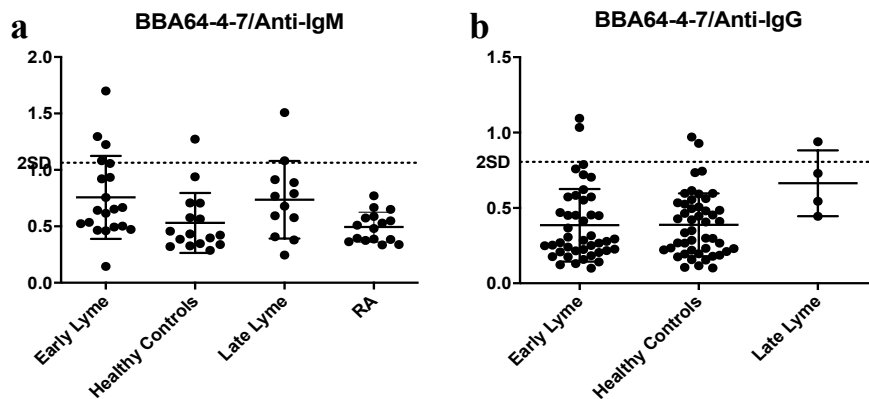 a
BBA64-4-7/Anti-IgM
2.0
1.5
2SD
1.0
0.5
0.0
Early Lyme
Healthy Controls
Late Lyme
RA
b
BBA64-4-7/Anti-IgG
1.5
1.0
2SD
0.5
0.0
Early Lyme
Healthy Controls
Late Lyme